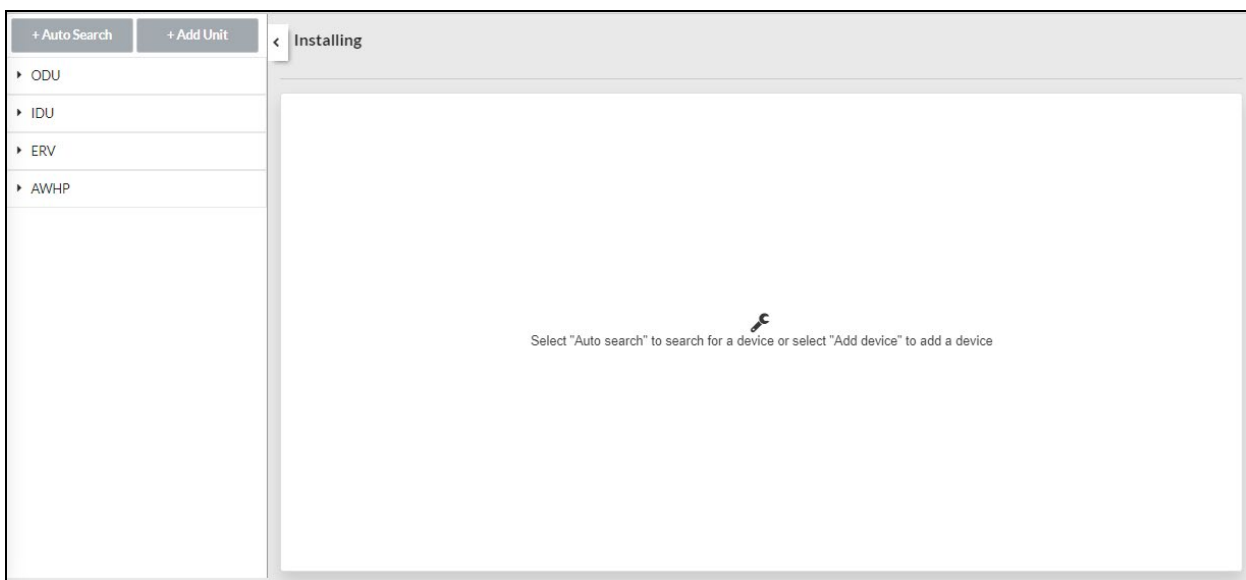 + Auto Search
+ Add Unit
Installing
ODU
IDU
ERV
AWHP
Select "Auto search" to search for a device or select "Add device" to add a device